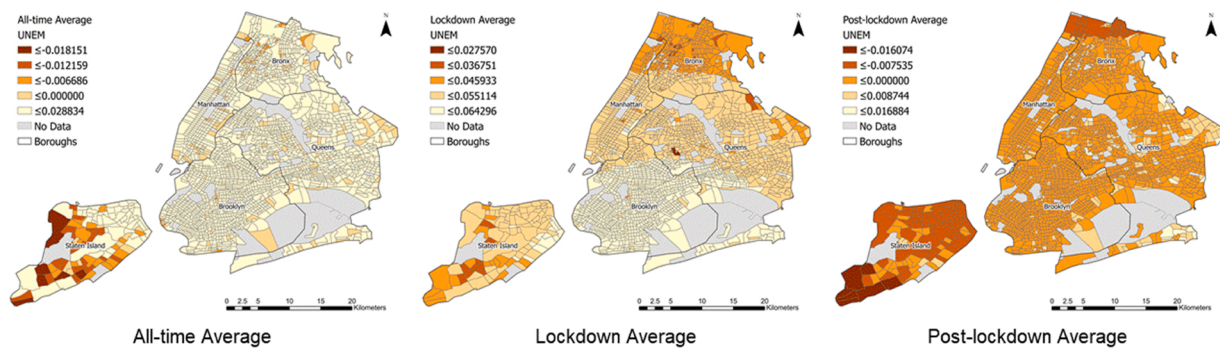 All-time Average
UNEM
≤-0.018151
≤-0.012159
≤-0.006686
≤0.000000
≤0.028834
No Data
Boroughs
N
Bronx
Manhattan
Queens
Brooklyn
Staten Island
0 2.5 5 10 15 20
Kilometers
All-time Average
Lockdown Average
UNEM
≤0.027570
≤0.036751
≤0.045933
≤0.055114
≤0.064296
No Data
Boroughs
N
Bronx
Manhattan
Queens
Brooklyn
Staten Island
0 2.5 5 10 15 20
Kilometers
Lockdown Average
Post-lockdown Average
UNEM
≤-0.016074
≤-0.007535
≤0.000000
≤0.008744
≤0.016884
No Data
Boroughs
N
Bronx
Manhattan
Queens
Brooklyn
Staten Island
0 2.5 5 10 15 20
Kilometers
Post-lockdown Average